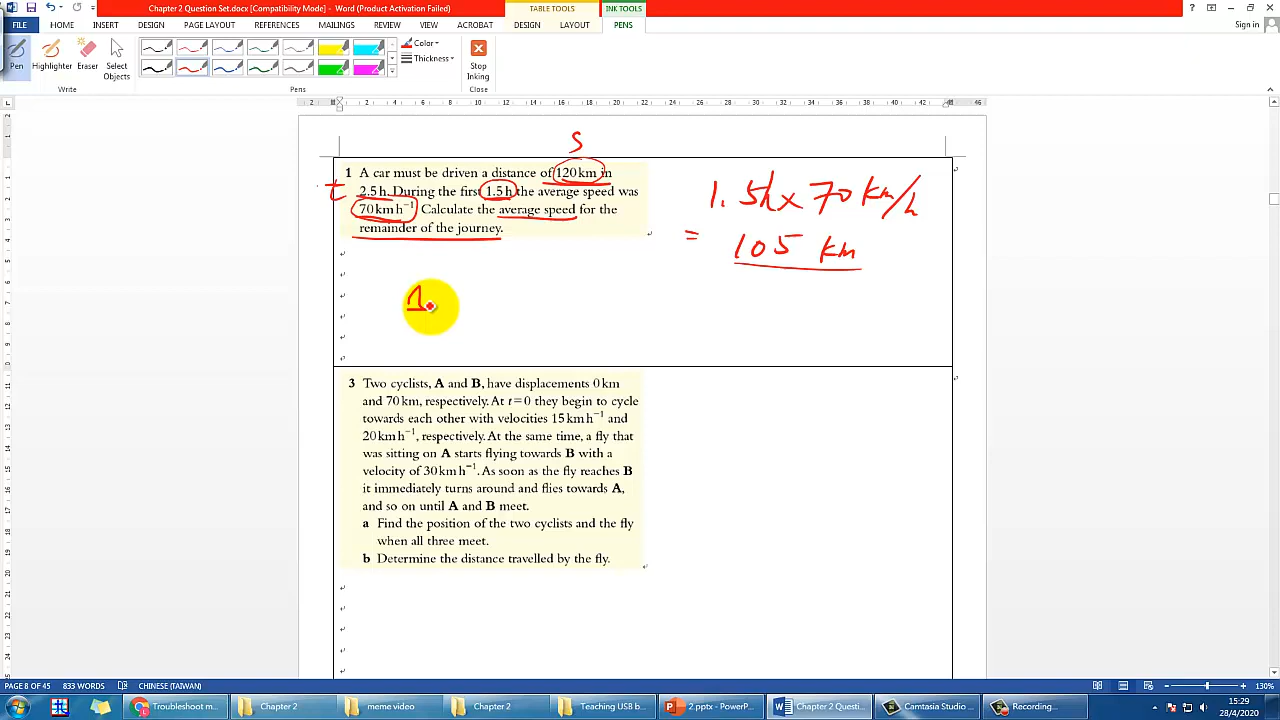 Chapter 2 Question Set.docx [Compatibility Mode] - Word (Product Activation Failed)
TABLE TOOLS
INK TOOLS
FILE
HOME
INSERT
DESIGN
PAGE LAYOUT
REFERENCES
MAILINGS
REVIEW
VIEW
ACROBAT
DESIGN
LAYOUT
PENS
Sign in
Pen
Highlighter
Eraser
Select Objects
Color
Thickness
Stop Inking
Write
Pens
Close
s
1 A car must be driven a distance of 120 km in
t
2.5 h. During the first 1.5 h the average speed was
70 km h⁻¹. Calculate the average speed for the
remainder of the journey.
1.5h x 70 km/h
= 105 km
3 Two cyclists, A and B, have displacements 0 km
and 70 km, respectively. At t = 0 they begin to cycle
towards each other with velocities 15 km h⁻¹ and
20 km h⁻¹, respectively. At the same time, a fly that
was sitting on A starts flying towards B with a
velocity of 30 km h⁻¹. As soon as the fly reaches B
it immediately turns around and flies towards A,
and so on until A and B meet.
a Find the position of the two cyclists and the fly
when all three meet.
b Determine the distance travelled by the fly.
PAGE 8 OF 45
833 WORDS
CHINESE (TAIWAN)
130%
Troubleshoot m...
Chapter 2
meme video
Chapter 2
Teaching USB b...
2.pptx - PowerP...
Chapter 2 Questi...
Camtasia Studio ...
Recording...
15:29
28/4/2020